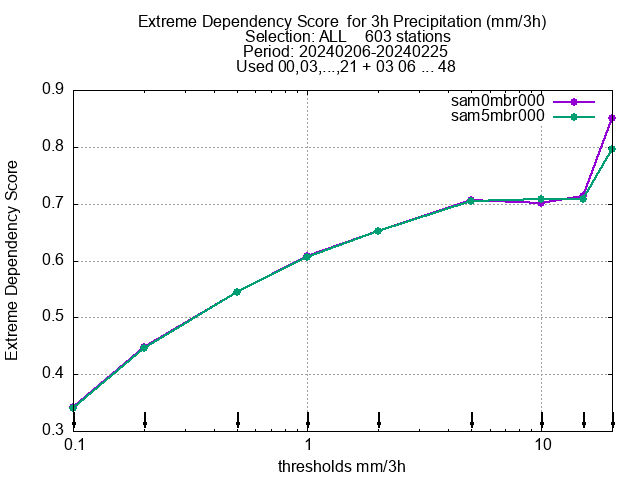 Extreme Dependency Score  for 3h Precipitation (mm/3h)
Selection: ALL    603 stations
Period: 20240206-20240225
Used 00,03,...,21 + 03 06 ... 48
sam0mbr000
sam5mbr000
Extreme Dependency Score
0.9
0.8
0.7
0.6
0.5
0.4
0.3
0.1
1
10
thresholds mm/3h